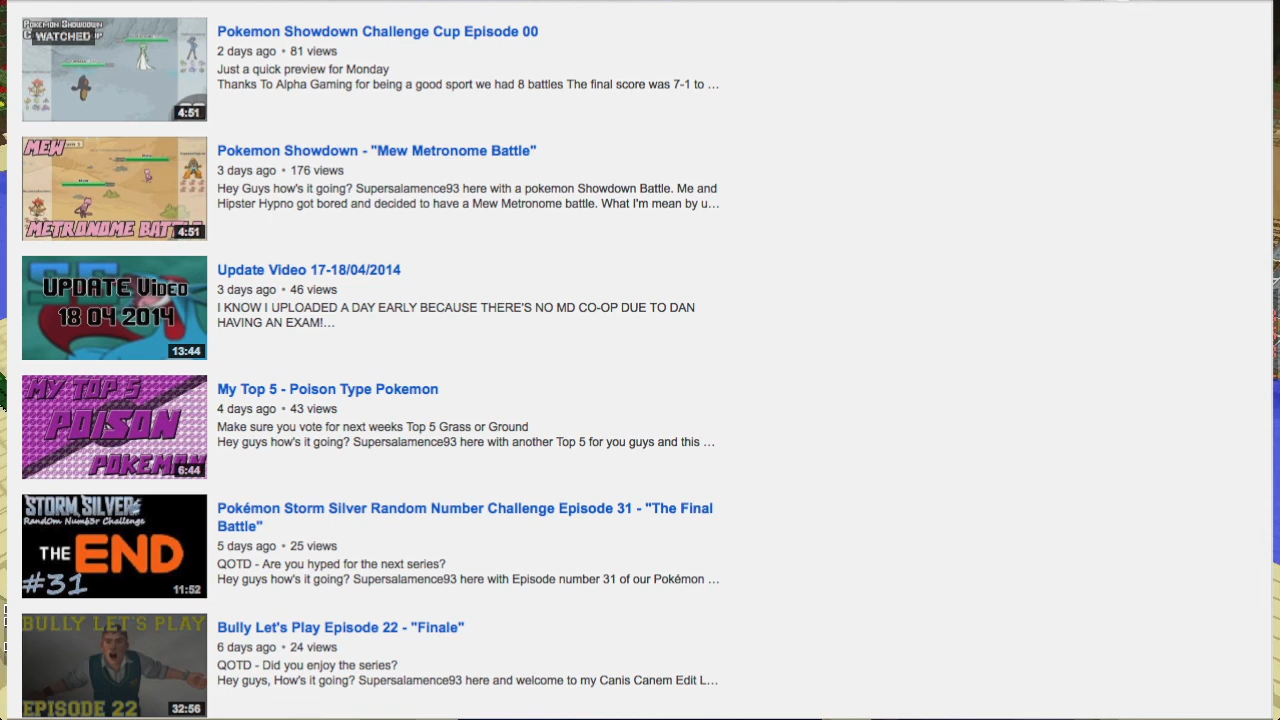 POKEMON SHOWDOWN
WATCHED
4:51
Pokemon Showdown Challenge Cup Episode 00
2 days ago • 81 views
Just a quick preview for Monday
Thanks To Alpha Gaming for being a good sport we had 8 battles The final score was 7-1 to ...
MEW
METRONOME BATTL
4:51
Pokemon Showdown - "Mew Metronome Battle"
3 days ago • 176 views
Hey Guys how's it going? Supersalamence93 here with a pokemon Showdown Battle. Me and
Hipster Hypno got bored and decided to have a Mew Metronome battle. What I'm mean by u...
UPDATE VIDEO
18 04 2014
13:44
Update Video 17-18/04/2014
3 days ago • 46 views
I KNOW I UPLOADED A DAY EARLY BECAUSE THERE'S NO MD CO-OP DUE TO DAN
HAVING AN EXAM!...
MY TOP 5
POISON
POKEMON
6:44
My Top 5 - Poison Type Pokemon
4 days ago • 43 views
Make sure you vote for next weeks Top 5 Grass or Ground
Hey guys how's it going? Supersalamence93 here with another Top 5 for you guys and this ...
STORM SILVER
Rand0m Numb3r Challenge
THE END
#31
11:52
Pokémon Storm Silver Random Number Challenge Episode 31 - "The Final
Battle"
5 days ago • 25 views
QOTD - Are you hyped for the next series?
Hey guys how's it going? Supersalamence93 here with Episode number 31 of our Pokémon ...
BULLY LET'S PLAY
EPISODE 22
32:56
Bully Let's Play Episode 22 - "Finale"
6 days ago • 24 views
QOTD - Did you enjoy the series?
Hey guys, How's it going? Supersalamence93 here and welcome to my Canis Canem Edit L...